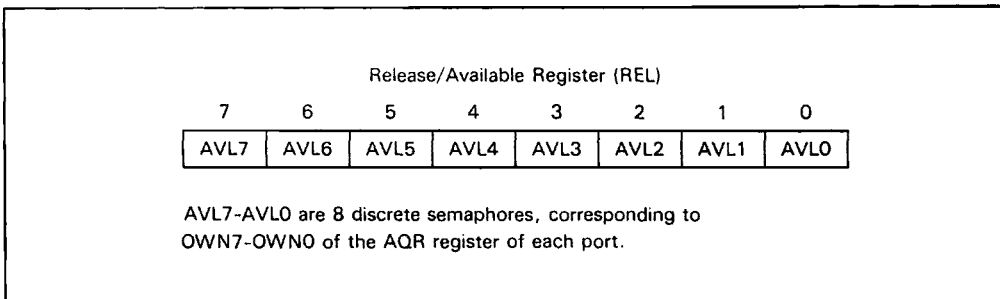 Release/Available Register (REL)
7 6 5 4 3 2 1 0
AVL7 AVL6 AVL5 AVL4 AVL3 AVL2 AVL1 AVL0
AVL7-AVL0 are 8 discrete semaphores, corresponding to
OWN7-OWN0 of the AQR register of each port.